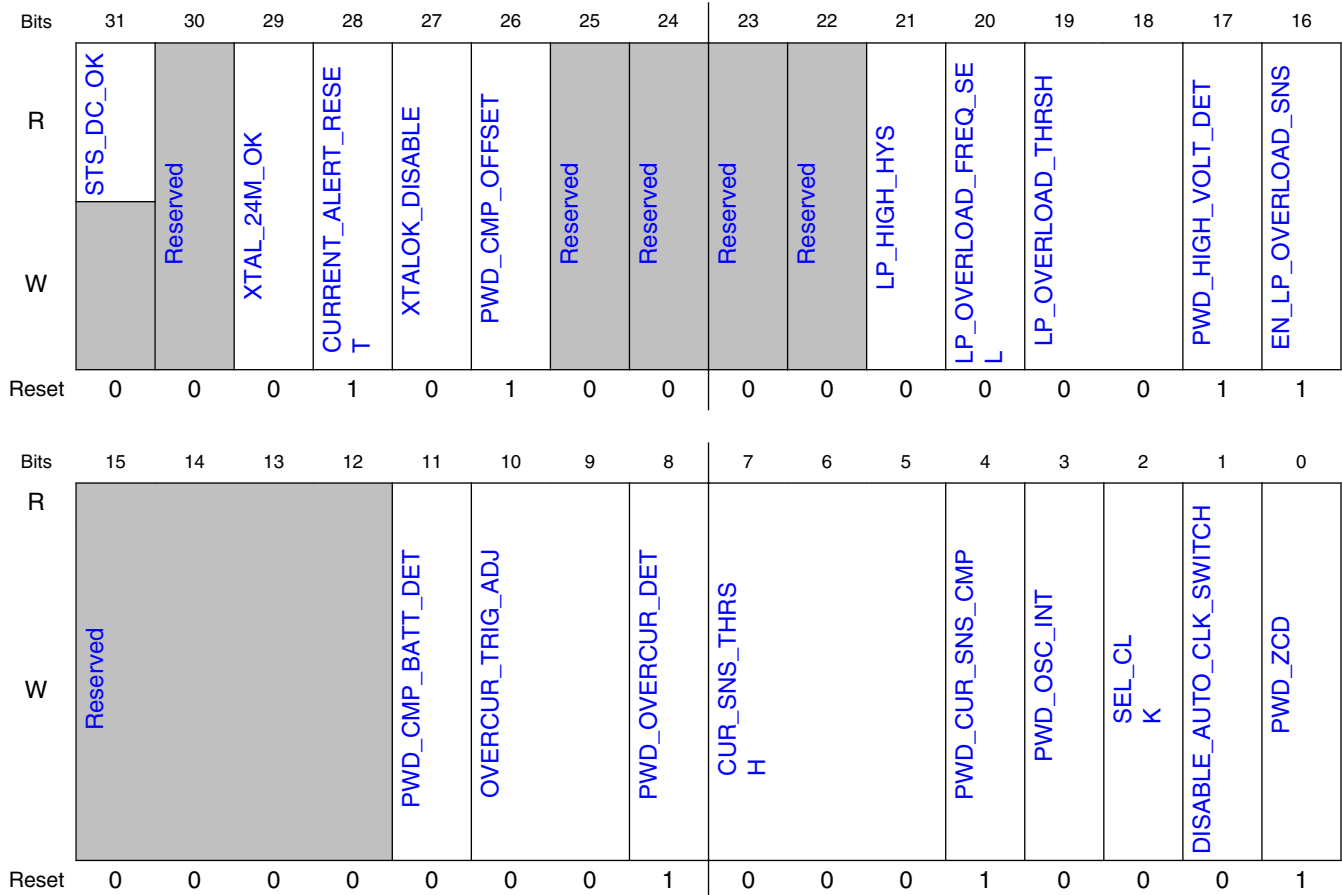 Bits 31 30 29 28 27 26 25 24 23 22 21 20 19 18 17 16
R
W
STS_DC_OK
Reserved
XTAL_24M_OK
CURRENT_ALERT_RESE
T
XTALOK_DISABLE
PWD_CMP_OFFSET
Reserved
Reserved
Reserved
Reserved
LP_HIGH_HYS
LP_OVERLOAD_FREQ_SE
L
LP_OVERLOAD_THRSH
PWD_HIGH_VOLT_DET
EN_LP_OVERLOAD_SNS
Reset 0 0 0 1 0 1 0 0 0 0 0 0 0 0 1 1
Bits 15 14 13 12 11 10 9 8 7 6 5 4 3 2 1 0
R
W
Reserved
PWD_CMP_BATT_DET
OVERCUR_TRIG_ADJ
PWD_OVERCUR_DET
CUR_SNS_THRS
H
PWD_CUR_SNS_CMP
PWD_OSC_INT
SEL_CL
K
DISABLE_AUTO_CLK_SWITCH
PWD_ZCD
Reset 0 0 0 0 0 0 0 1 0 0 0 1 0 0 0 1